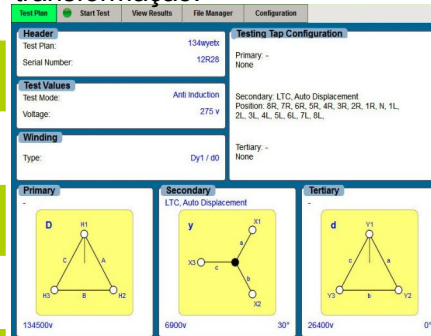 transformação.
Test Plan Start Test View Results File Manager Configuration
Header
Test Plan: 134wyetx
Serial Number: 12R28
Test Values
Test Mode: Anti Induction
Voltage: 275 v
Winding
Type: Dy1 / d0
Testing Tap Configuration
Primary: -
None
Secondary: LTC, Auto Displacement
Position: 8R, 7R, 6R, 5R, 4R, 3R, 2R, 1R, N, 1L,
2L, 3L, 4L, 5L, 6L, 7L, 8L,
Tertiary: -
None
Primary
-
D
H1
C A
H3 B H2
134500v
Secondary
LTC, Auto Displacement
y
X1
a
X3 c
b
X2
6900v 30°
Tertiary
-
d
Y1
c a
Y3 b Y2
26400v 0°